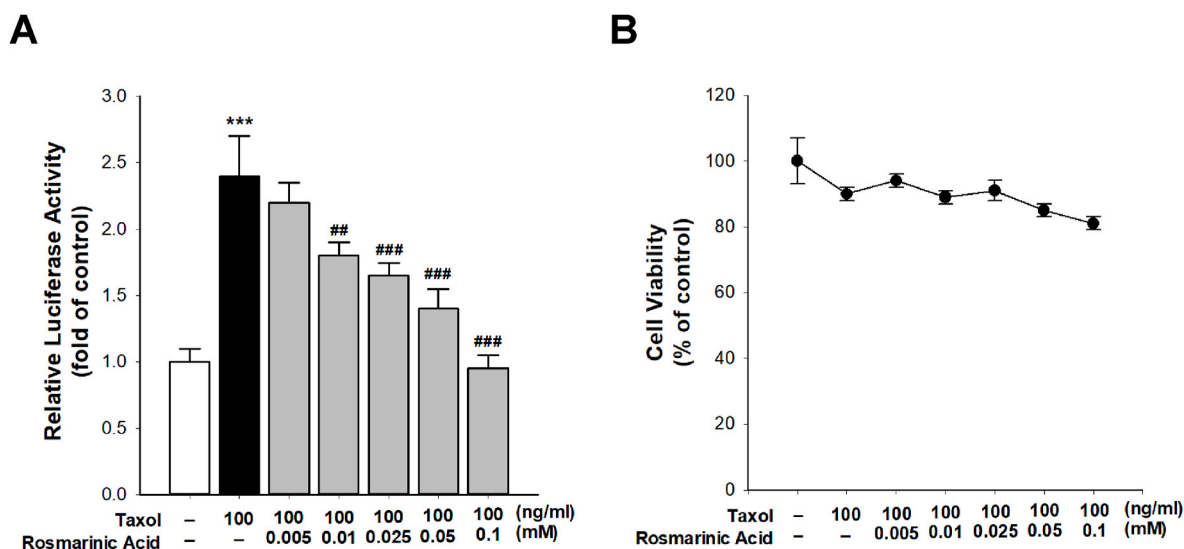 A
Relative Luciferase Activity
(fold of control)
3.0
2.5
2.0
1.5
1.0
0.5
0.0
***
##
###
###
###
Taxol – 100 100 100 100 100 100 (ng/ml)
Rosmarinic Acid – – 0.005 0.01 0.025 0.05 0.1 (mM)
B
Cell Viability
(% of control)
120
100
80
60
40
20
0
Taxol – 100 100 100 100 100 100 (ng/ml)
Rosmarinic Acid – – 0.005 0.01 0.025 0.05 0.1 (mM)